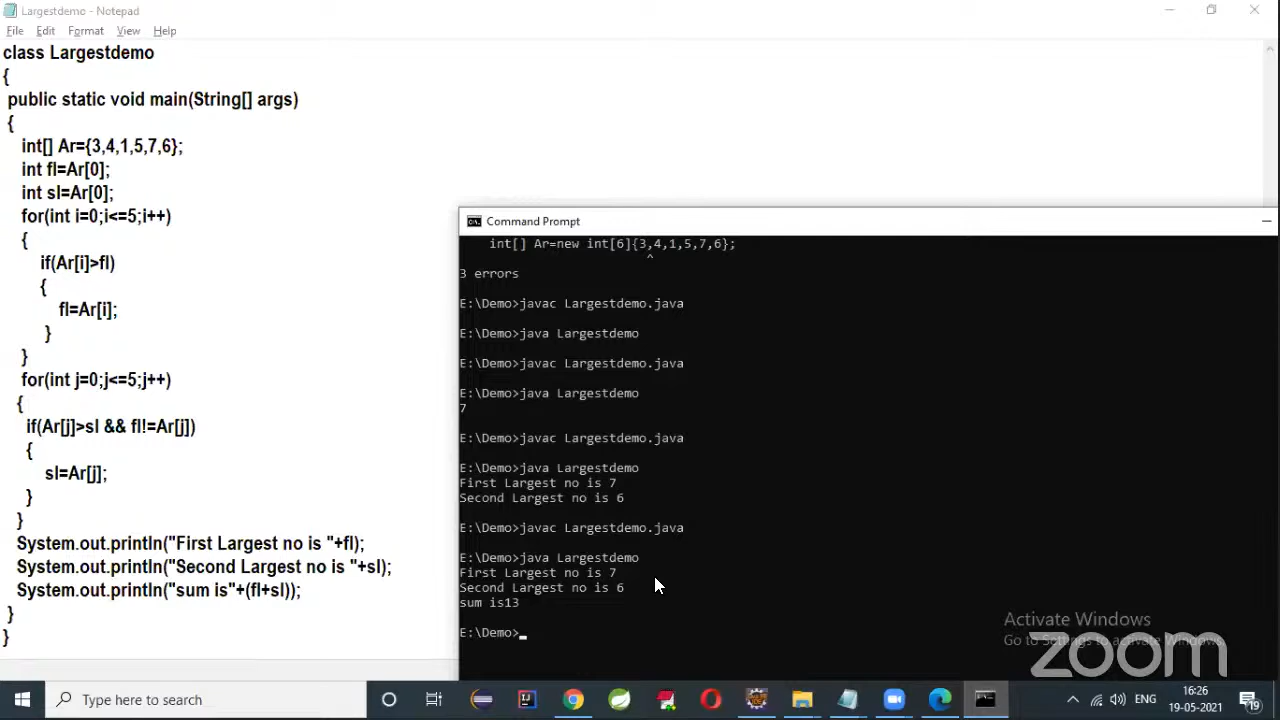 Largestdemo - Notepad
File Edit Format View Help
class Largestdemo
{
public static void main(String[] args)
{
int[] Ar={3,4,1,5,7,6};
int fl=Ar[0];
int sl=Ar[0];
for(int i=0;i<=5;i++)
{
if(Ar[i]>fl)
{
fl=Ar[i];
}
}
for(int j=0;j<=5;j++)
{
if(Ar[j]>sl && fl!=Ar[j])
{
sl=Ar[j];
}
}
System.out.println("First Largest no is "+fl);
System.out.println("Second Largest no is "+sl);
System.out.println("sum is"+(fl+sl));
}
}
Command Prompt
int[] Ar=new int[6]{3,4,1,5,7,6};
^
3 errors
E:\Demo>javac Largestdemo.java
E:\Demo>java Largestdemo
E:\Demo>javac Largestdemo.java
E:\Demo>java Largestdemo
7
E:\Demo>javac Largestdemo.java
E:\Demo>java Largestdemo
First Largest no is 7
Second Largest no is 6
E:\Demo>javac Largestdemo.java
E:\Demo>java Largestdemo
First Largest no is 7
Second Largest no is 6
sum is13
E:\Demo>
Activate Windows
Go to Settings to activate Windows.
zoom
Type here to search
ENG
16:26
19-05-2021
19